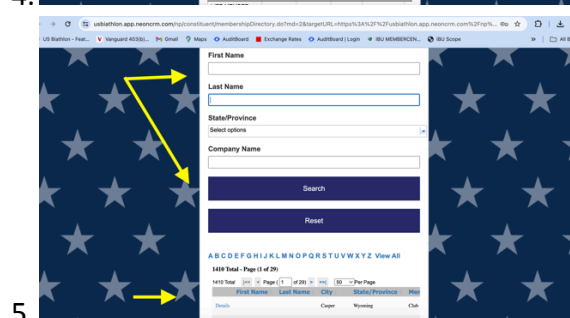 4.
usbiathlon.app.neoncrm.com/np/constituent/membershipDirectory.do?md=2&targetURL=https%3A%2F%2Fusbiathlon.app.neoncrm.com%2Fnp%...
US Biathlon - Feat... Vanguard 403(b)... Gmail Maps AuditBoard Exchange Rates AuditBoard | Login IBU MEMBERCEN... IBU Scope » All B
First Name
Last Name
State/Province
Select options
Company Name
Search
Reset
A B C D E F G H I J K L M N O P Q R S T U V W X Y Z View All
1410 Total - Page (1 of 29)
1410 Total |<< < Page ( 1 of 29) > >>| 50 Per Page
First Name Last Name City State/Province Mem
Details Casper Wyoming Club
5.